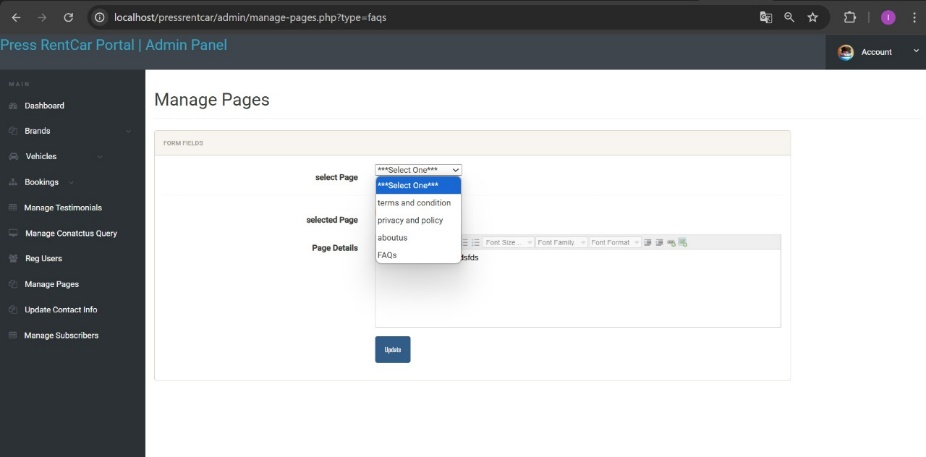 localhost/pressrentcar/admin/manage-pages.php?type=faqs
I
Press RentCar Portal | Admin Panel
Account
MAIN
Dashboard
Brands
Vehicles
Bookings
Manage Testimonials
Manage Conatctus Query
Reg Users
Manage Pages
Update Contact Info
Manage Subscribers
Manage Pages
FORM FIELDS
select Page
***Select One***
***Select One***
terms and condition
privacy and policy
aboutus
FAQs
selected Page
Page Details
Font Size...
Font Family
Font Format
dsfds
Update